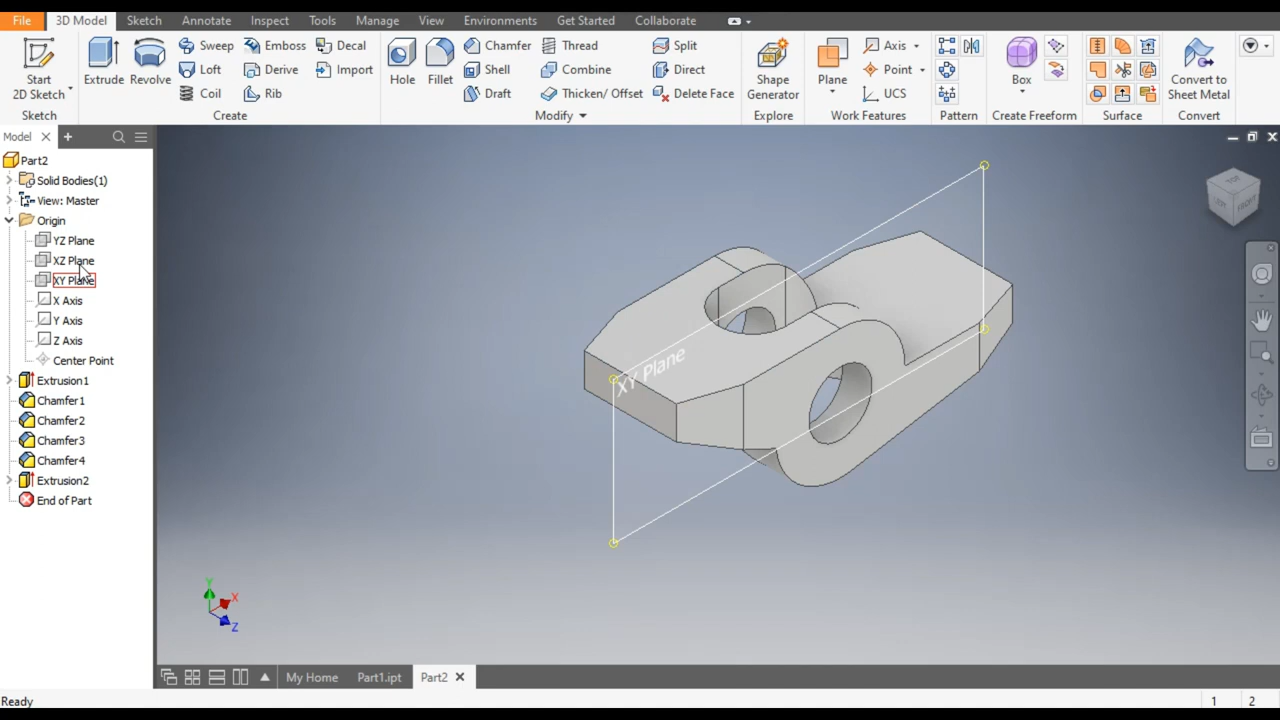 File 3D Model Sketch Annotate Inspect Tools Manage View Environments Get Started Collaborate
Start
2D Sketch
Extrude
Revolve
Sweep
Emboss
Decal
Loft
Derive
Import
Coil
Rib
Hole
Fillet
Chamfer
Thread
Split
Shell
Combine
Direct
Draft
Thicken/ Offset
Delete Face
Shape
Generator
Plane
Axis
Point
UCS
Box
Convert to
Sheet Metal
Sketch
Create
Modify
Explore
Work Features
Pattern
Create Freeform
Surface
Convert
Model
Part2
Solid Bodies(1)
View: Master
Origin
YZ Plane
XZ Plane
XY Plane
X Axis
Y Axis
Z Axis
Center Point
Extrusion1
Chamfer1
Chamfer2
Chamfer3
Chamfer4
Extrusion2
End of Part
XY Plane
FRONT
Y
X
Z
My Home
Part1.ipt
Part2
Ready
1
2